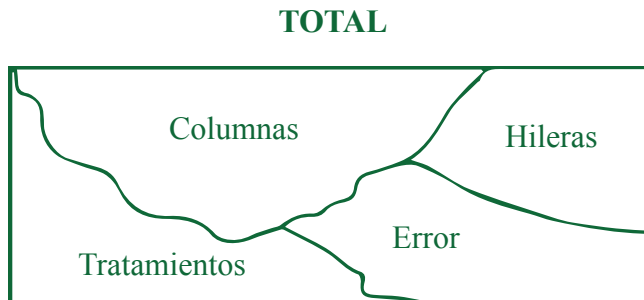 TOTAL
Columnas
Hileras
Error
Tratamientos